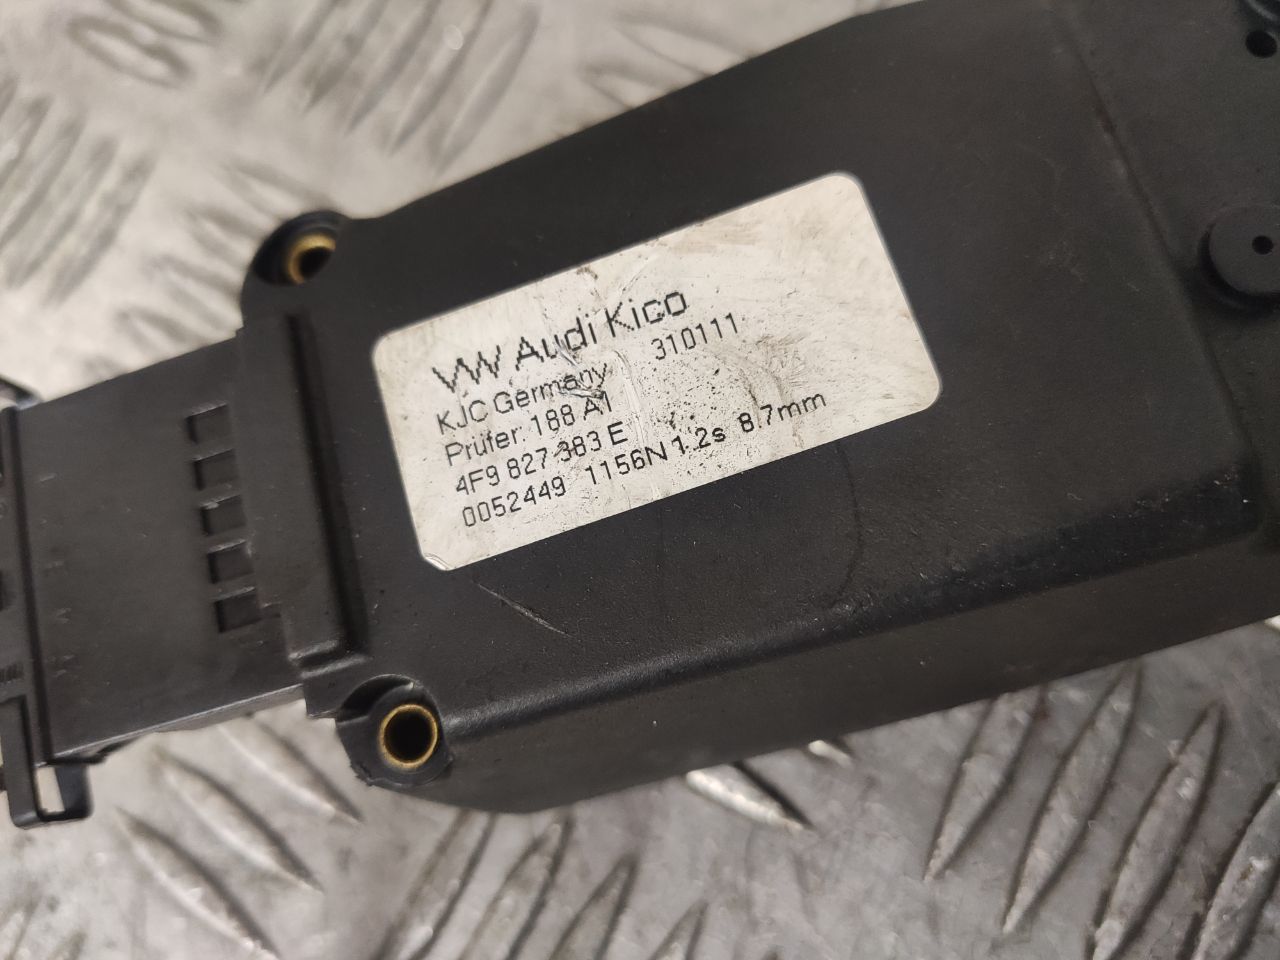 VW Audi Kico
KJC Germany 310111
Prüfer: 188 A1
4F9 827 383 E
0052449 1156N 1.2s 8.7mm